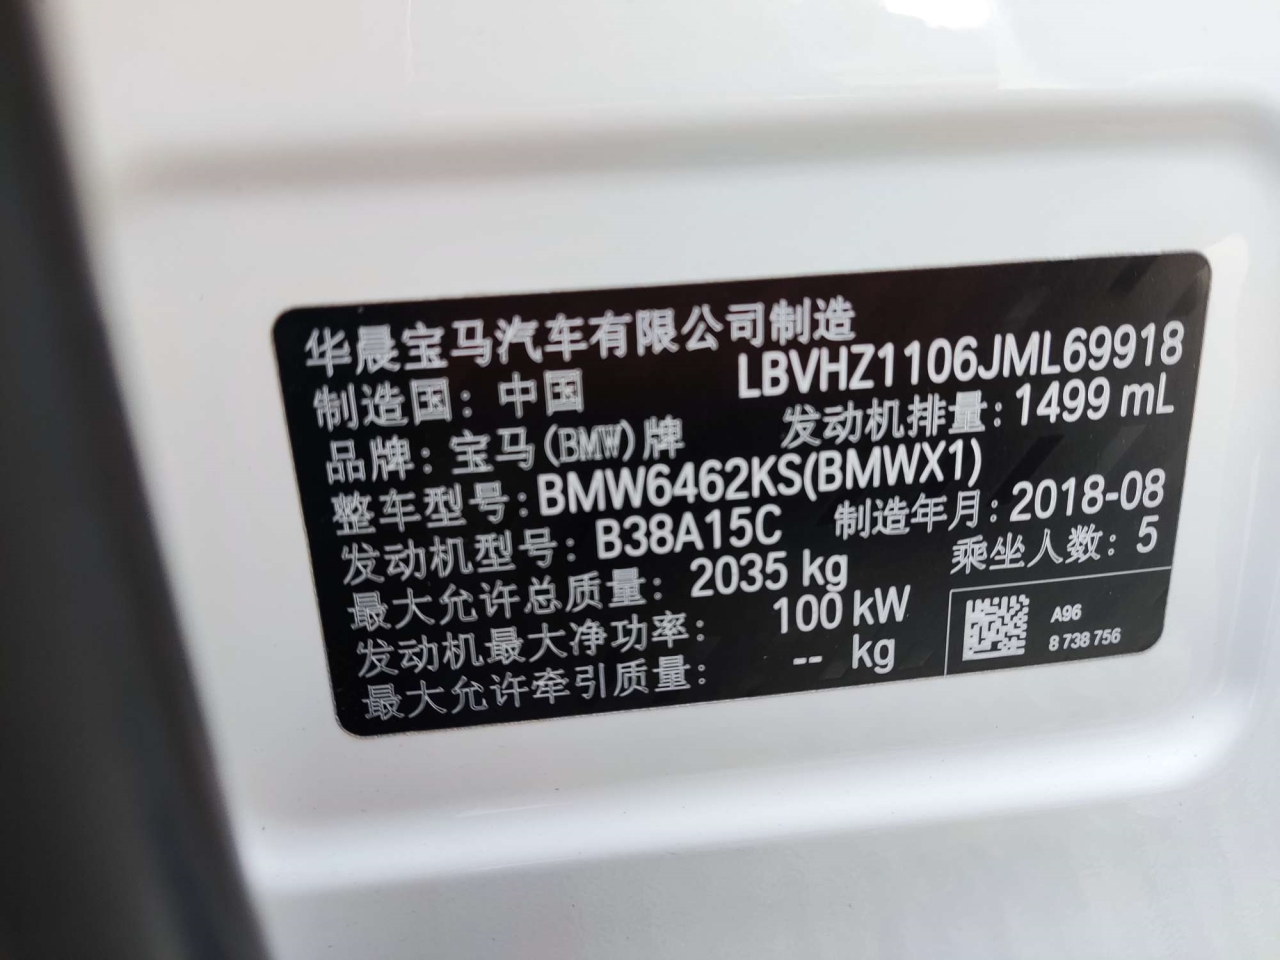 华晨宝马汽车有限公司制造
制造国：中国 LBVHZ1106JML69918
品牌：宝马(BMW)牌 发动机排量：1499 mL
整车型号：BMW6462KS(BMWX1)
发动机型号：B38A15C 制造年月：2018-08
最大允许总质量：2035 kg 乘坐人数：5
发动机最大净功率： 100 kW
最大允许牵引质量： -- kg
A96
8 738 756